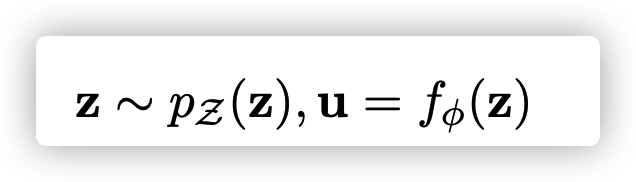 𝐳 ∼ p_𝒵(𝐳), 𝐮 = f_ϕ(𝐳)